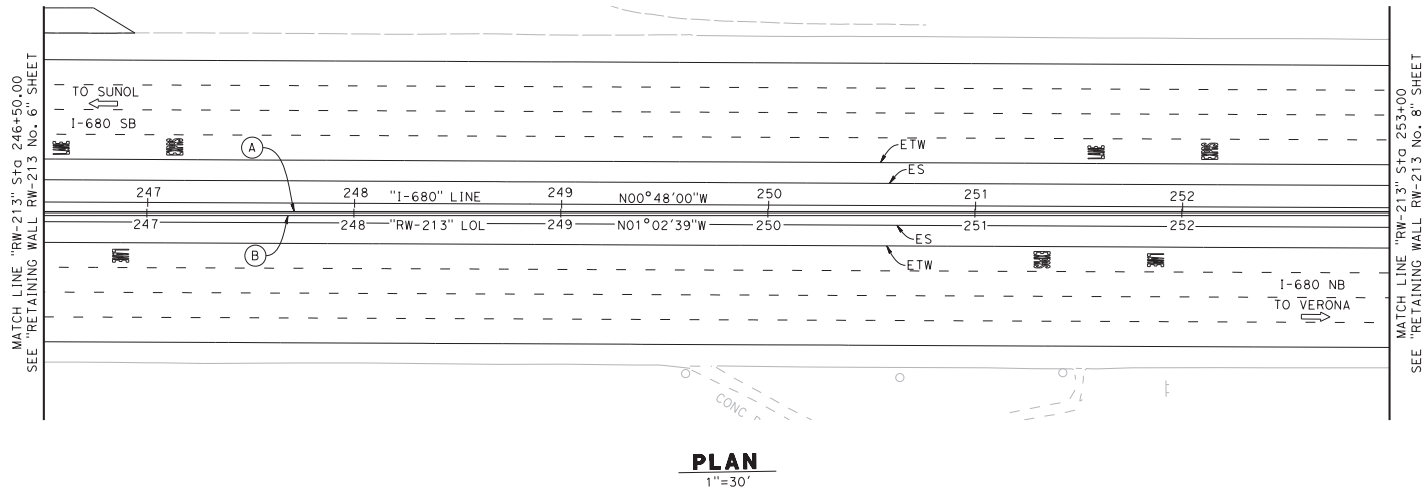 MATCH LINE "RW-213" Sta 246+50.00
SEE "RETAINING WALL RW-213 No. 6" SHEET
TO SUNOL
I-680 SB
A
ETW
ES
247 248 "I-680" LINE 249 N00°48'00"W 250 251 252
247 248 "RW-213" LOL 249 N01°02'39"W 250 251 252
ES
B
ETW
I-680 NB
TO VERONA
CONC
MATCH LINE "RW-213" Sta 253+00
SEE "RETAINING WALL RW-213 No. 8" SHEET
PLAN
1"=30'